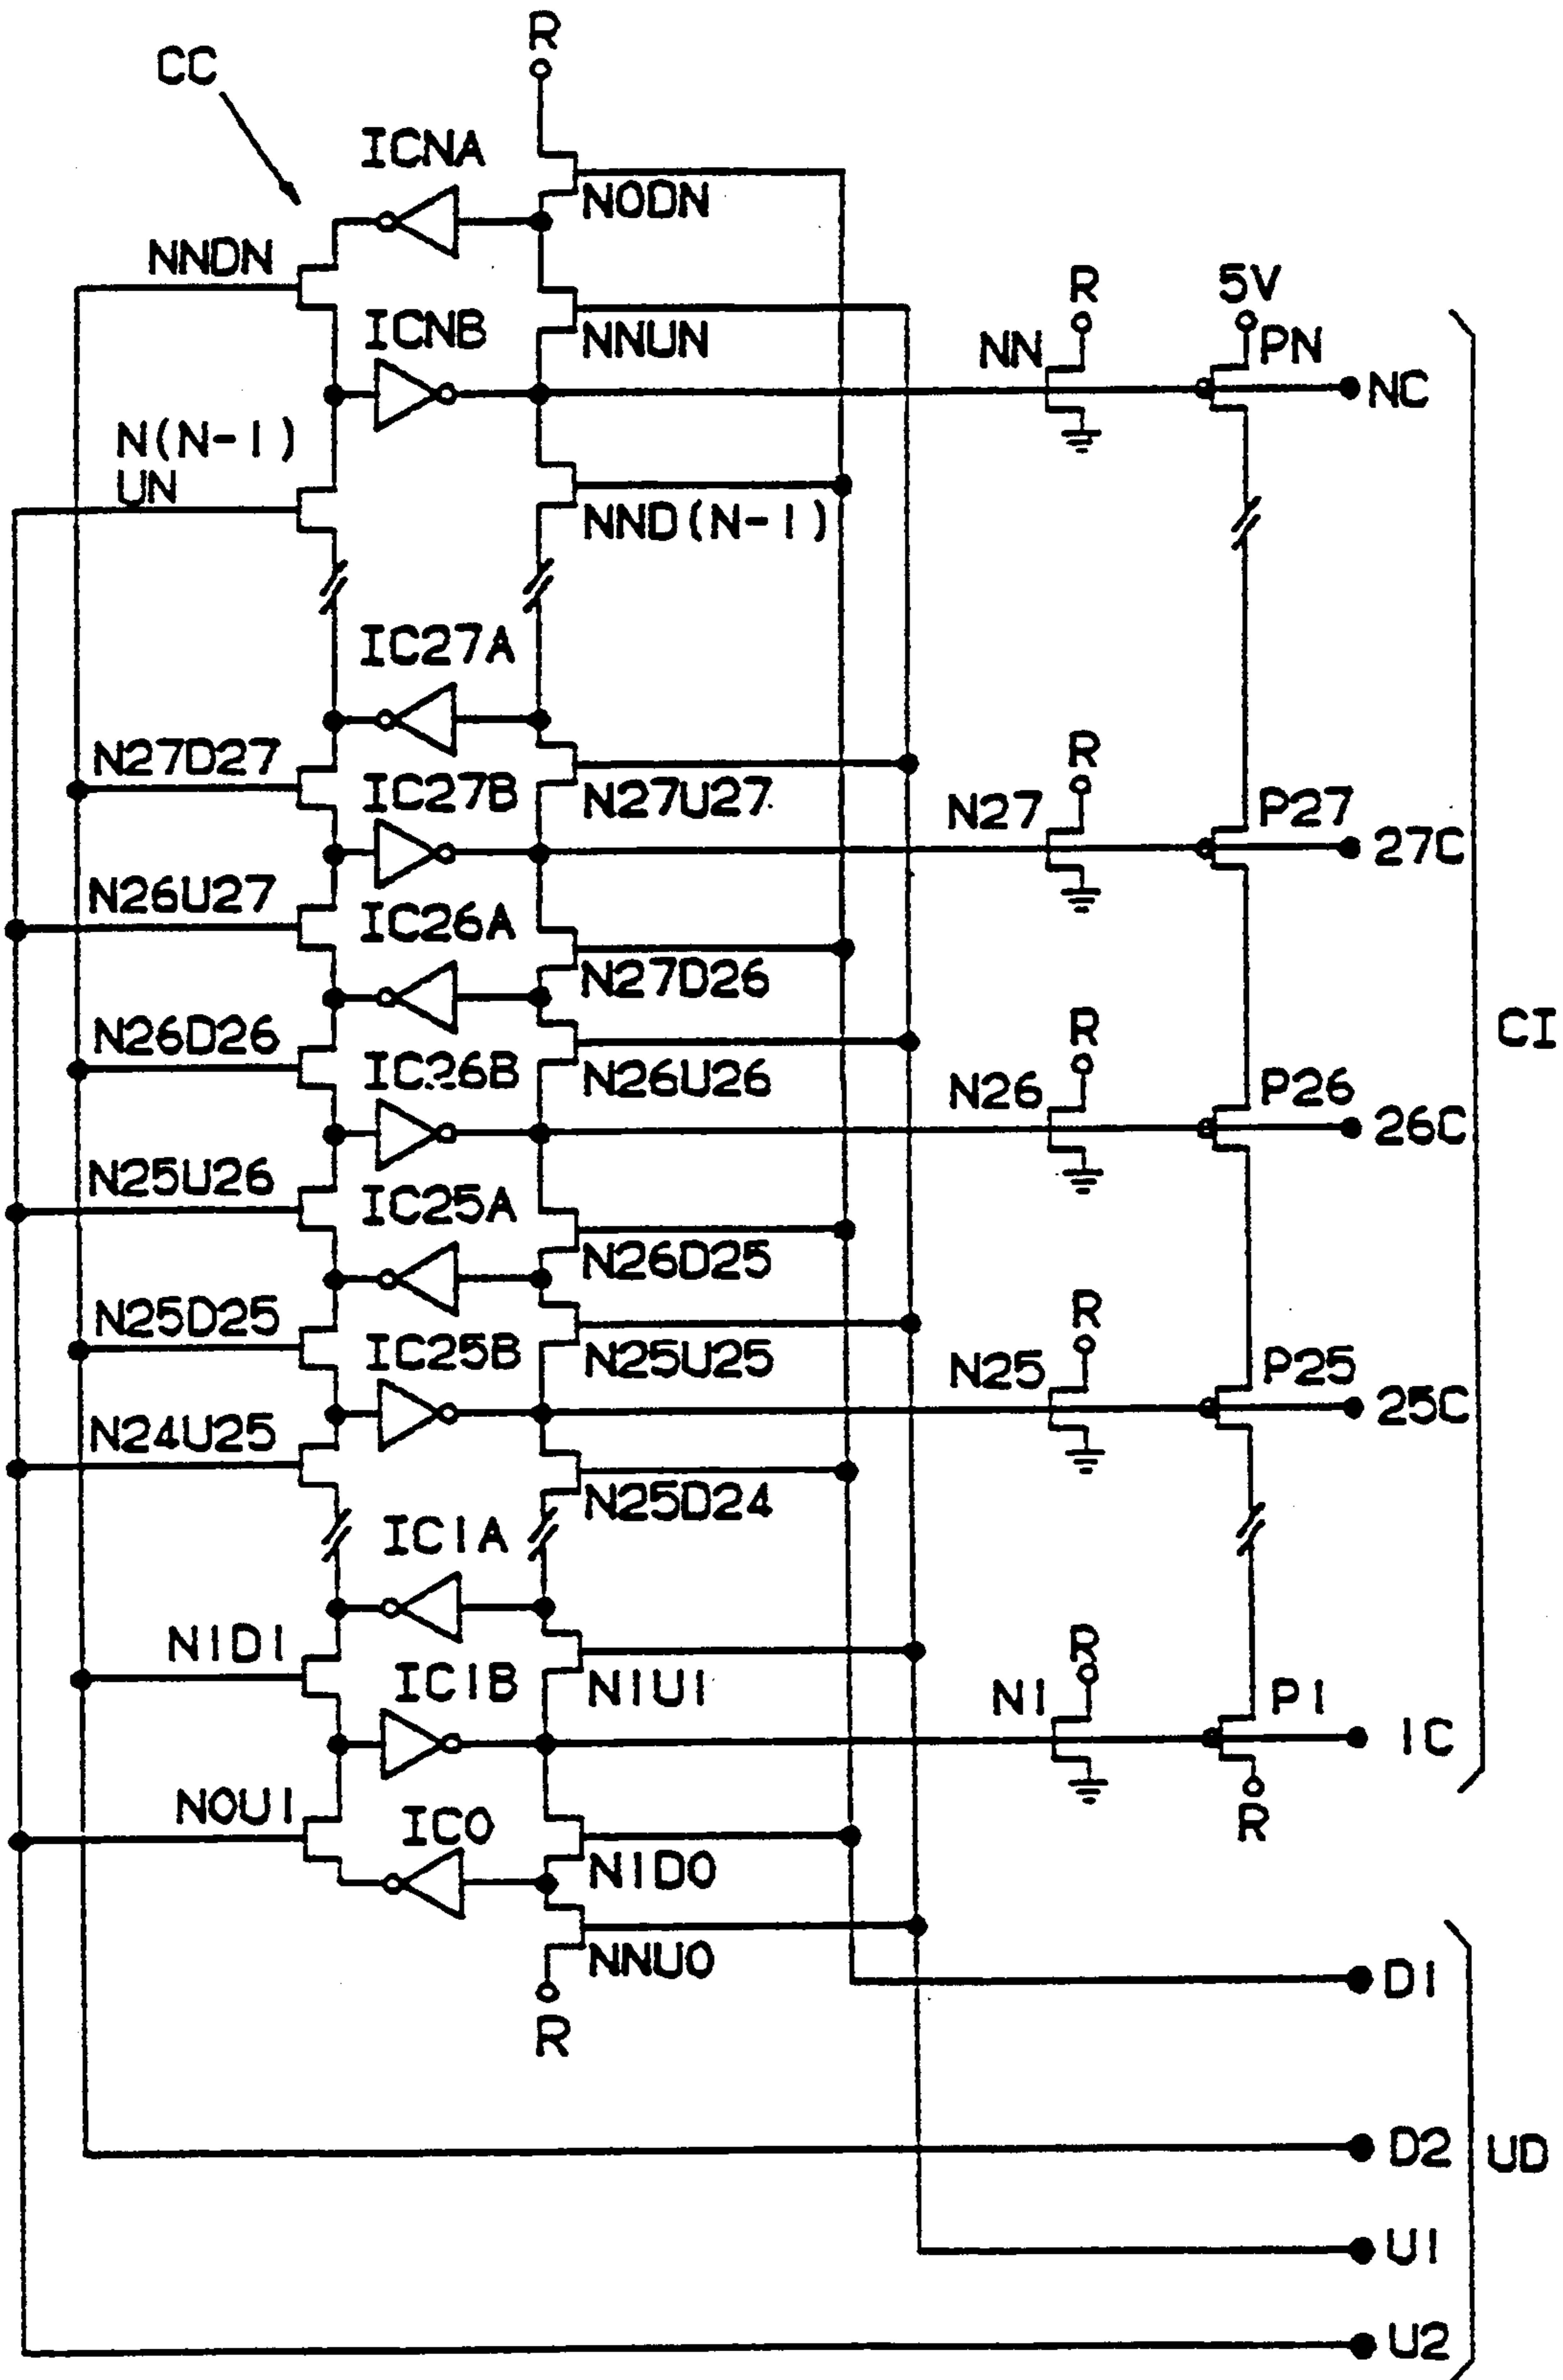 R
CC
ICNA
NODN
NNDN
ICNB
NNUN
R
5V
NN
PN
NC
N(N-1)
UN
NND(N-1)
IC27A
N27D27
IC27B
N27U27
R
N27
P27
27C
N26U27
IC26A
N27D26
CI
N26D26
IC26B
N26U26
R
N26
P26
26C
N25U26
IC25A
N26D25
N25D25
IC25B
N25U25
R
N25
P25
25C
N24U25
N25D24
IC1A
N1D1
IC1B
N1U1
R
N1
P1
1C
N0U1
IC0
N1D0
R
NNU0
R
D1
D2
UD
U1
U2